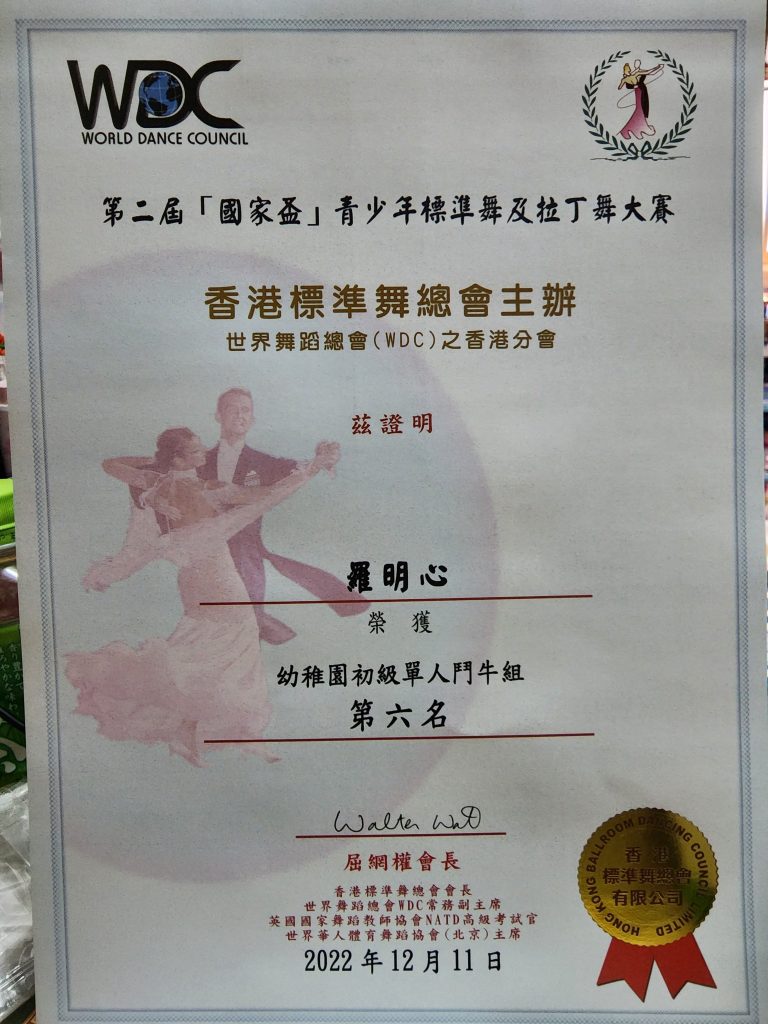 WDC
WORLD DANCE COUNCIL
第二屆「國家盃」青少年標準舞及拉丁舞大賽
香港標準舞總會主辦
世界舞蹈總會(WDC)之香港分會
茲證明
羅明心
榮獲
幼稚園初級單人鬥牛組
第六名
Walter Wat
屈網權會長
香港標準舞總會會長
世界舞蹈總會WDC常務副主席
英國國家舞蹈教師協會NATD高級考試官
世界華人體育舞蹈協會(北京)主席
2022年12月11日
HONG KONG BALLROOM DANCING COUNCIL LIMITED
香港
標準舞總會
有限公司